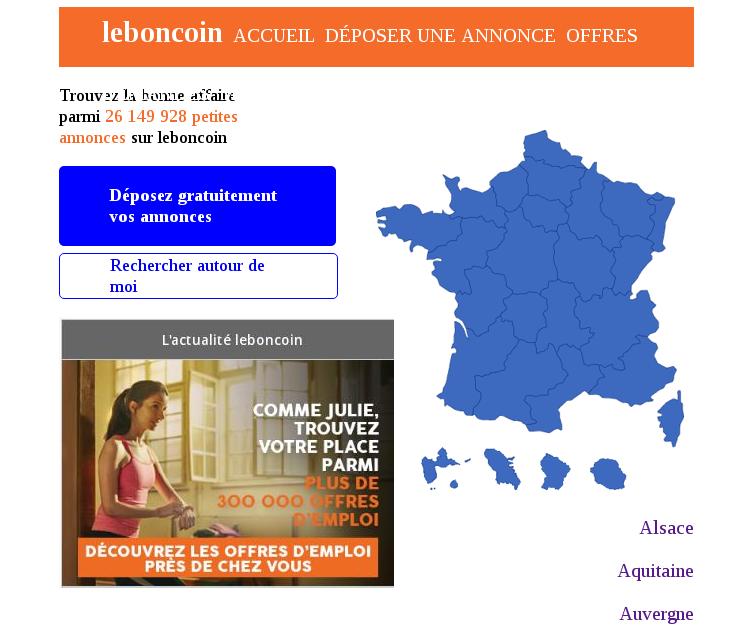 leboncoin ACCUEIL DÉPOSER UNE ANNONCE OFFRES
Trouvez la bonne affaire
parmi 26 149 928 petites
annonces sur leboncoin
Déposez gratuitement
vos annonces
Rechercher autour de
moi
L'actualité leboncoin
COMME JULIE,
TROUVEZ
VOTRE PLACE
PARMI
PLUS DE
300 000 OFFRES
D'EMPLOI
DÉCOUVREZ LES OFFRES D'EMPLOI
PRÈS DE CHEZ VOUS
Alsace
Aquitaine
Auvergne